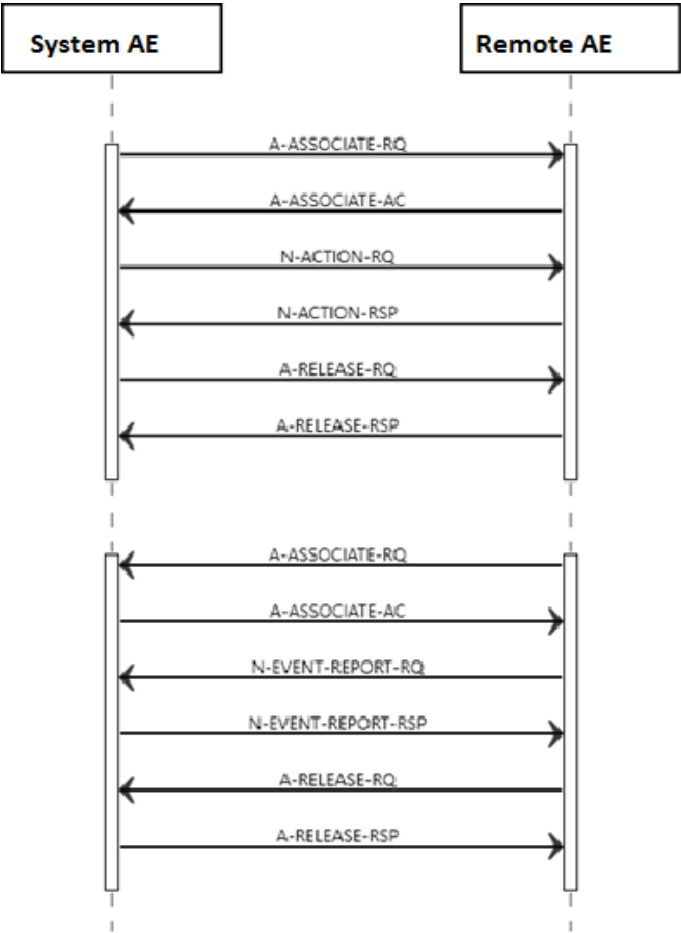 System AE
Remote AE
A-ASSOCIATE-RQ
A-ASSOCIATE-AC
N-ACTION-RQ
N-ACTION-RSP
A-RELEASE-RQ
A-RELEASE-RSP
A-ASSOCIATE-RQ
A-ASSOCIATE-AC
N-EVENT-REPORT-RQ
N-EVENT-REPORT-RSP
A-RELEASE-RQ
A-RELEASE-RSP